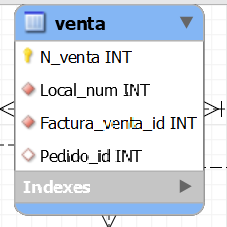 venta
N_venta INT
Local_num INT
Factura_venta_id INT
Pedido_id INT
Indexes